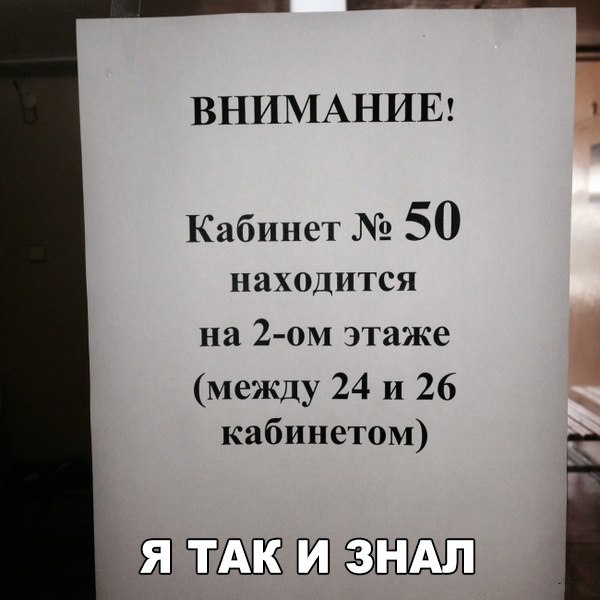 ВНИМАНИЕ!
Кабинет № 50
находится
на 2-ом этаже
(между 24 и 26
кабинетом)
Я ТАК И ЗНАЛ